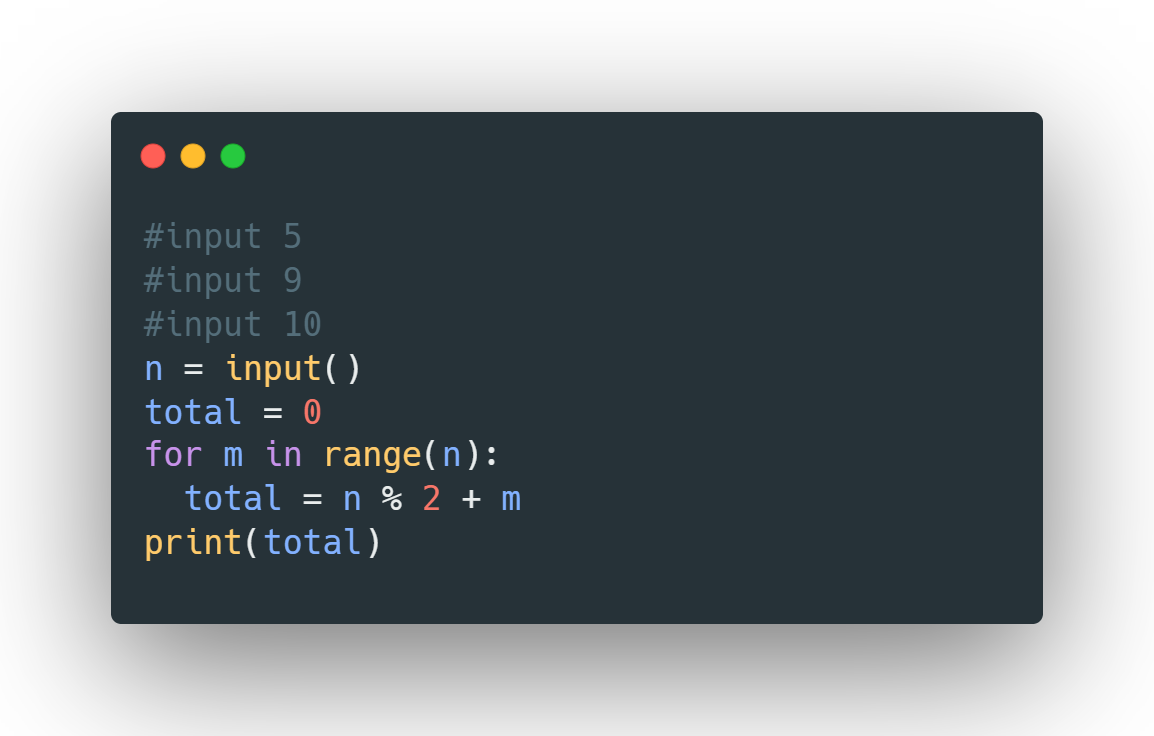 #input 5
#input 9
#input 10
n = input()
total = 0
for m in range(n):
  total = n % 2 + m
print(total)